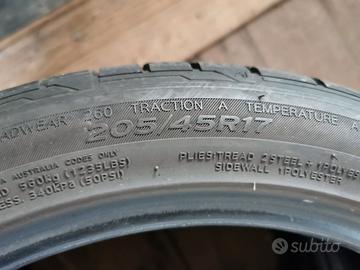 ADWEAR 260 TRACTION A TEMPERATURE
205/45R17
AUSTRALIA CODES ONLY
560KG (1235LBS)
340KPa (50PSI)
PLIES:TREAD 2STEEL+1POLYES
SIDEWALL 1POLYESTER
subito